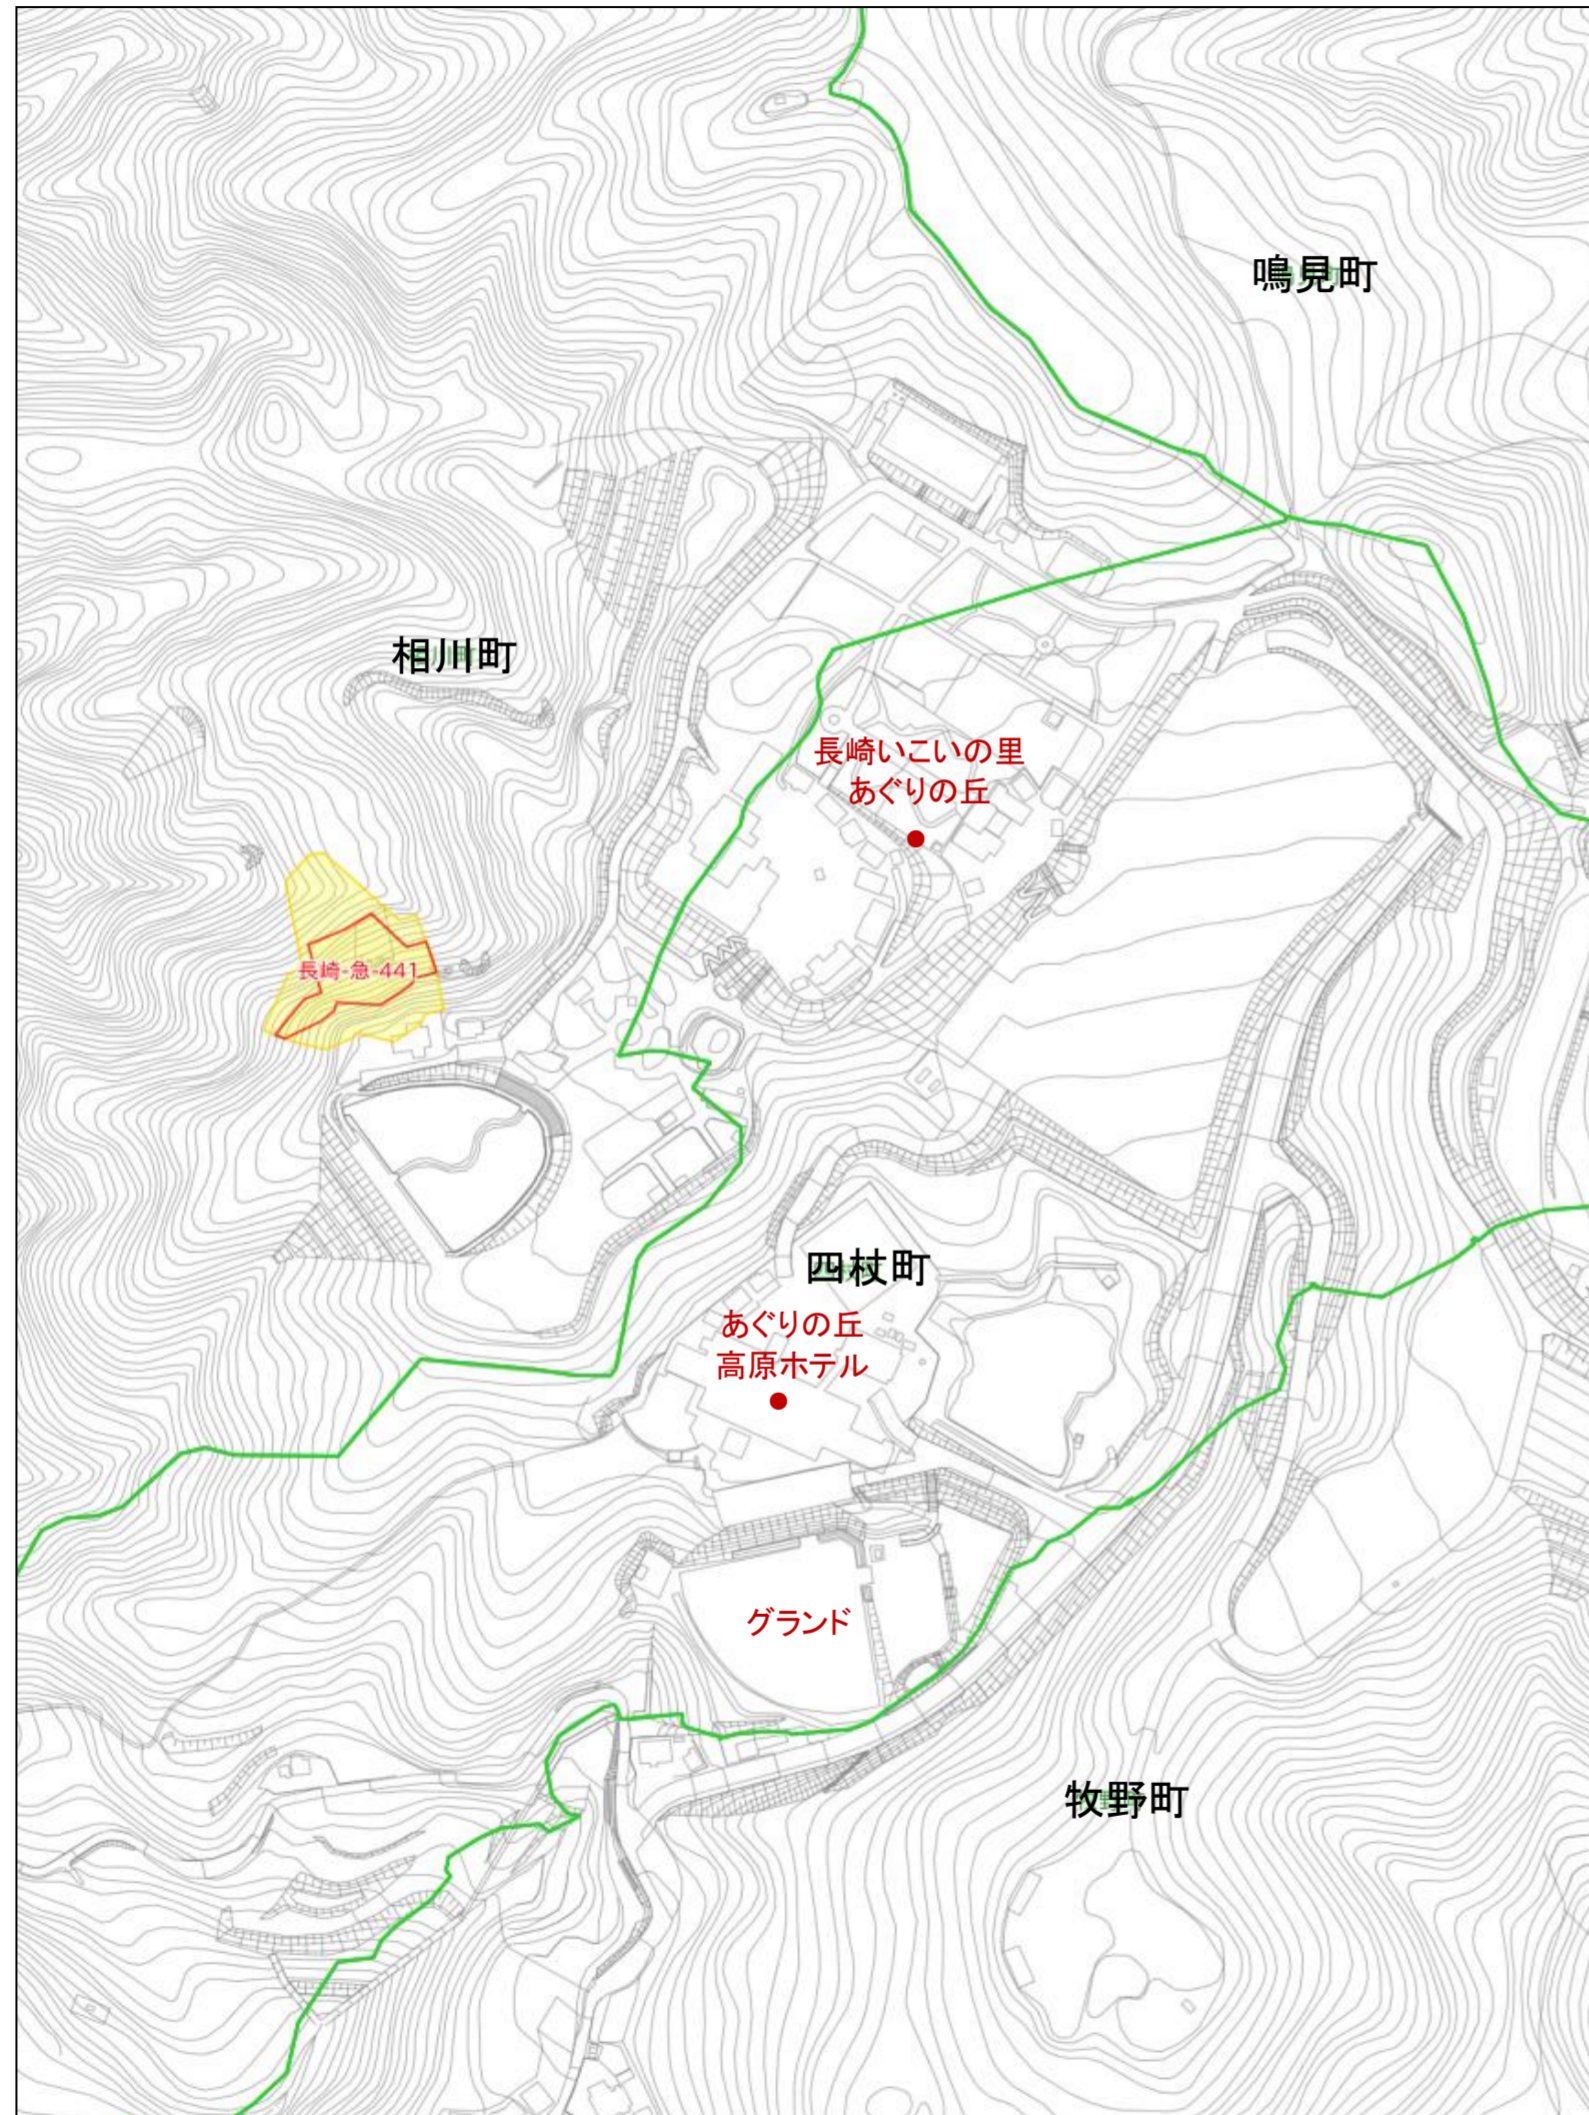 鳴見町
相川町
長崎いこいの里
あぐりの丘
長崎-急-441
四杖町
あぐりの丘
高原ホテル
グランド
牧野町